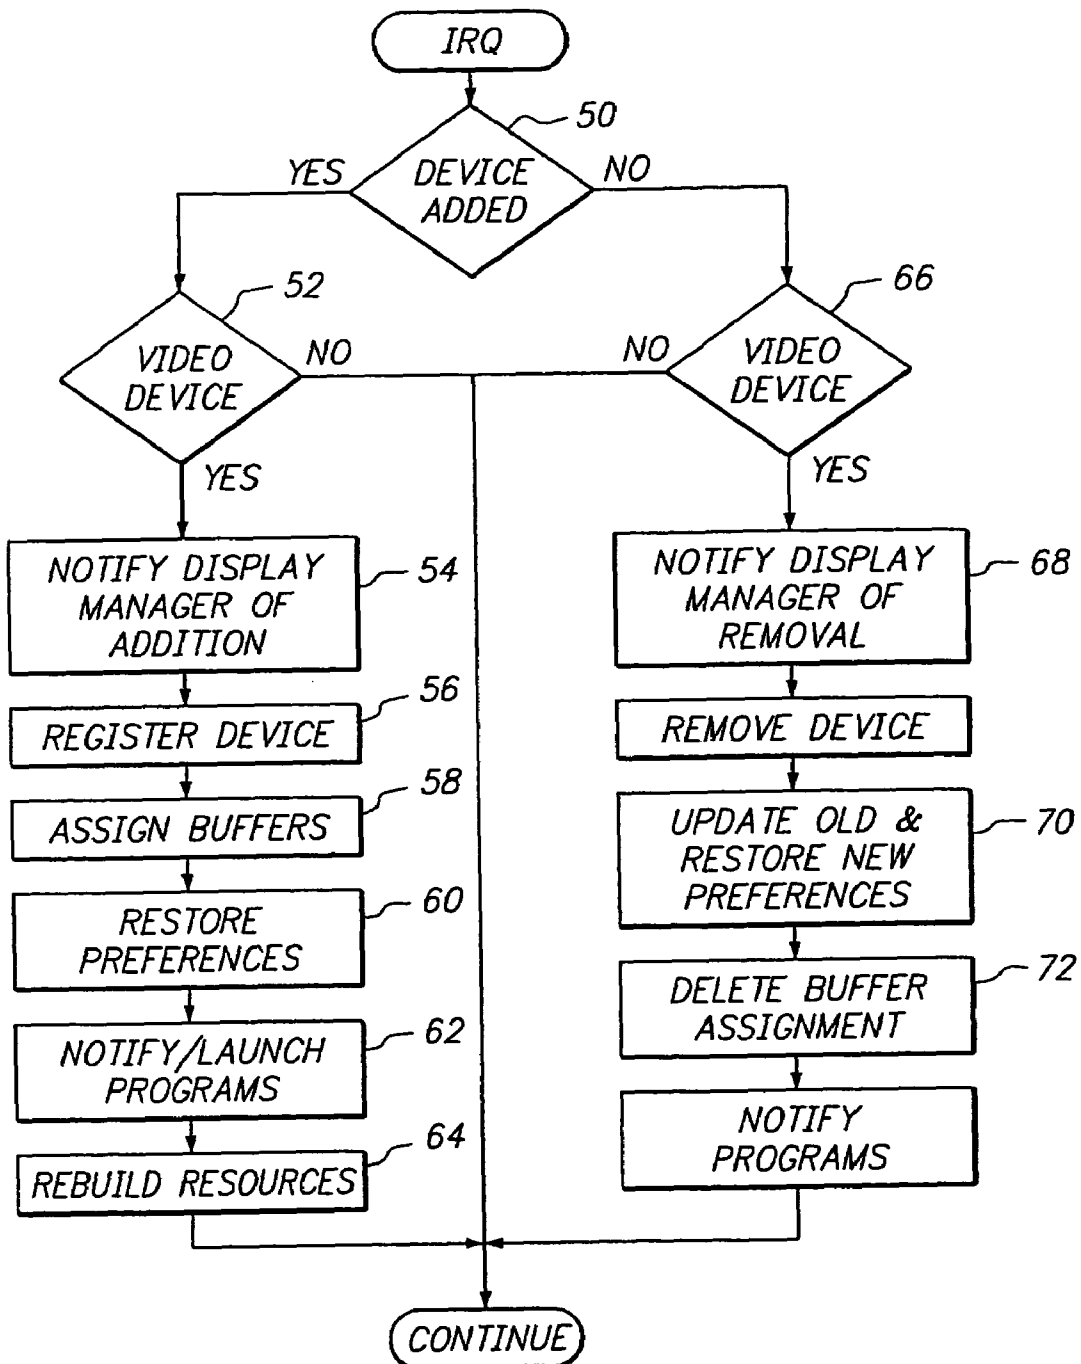 IRQ
50
DEVICE
ADDED
YES
NO
52
66
VIDEO
DEVICE
NO
NO
VIDEO
DEVICE
YES
YES
NOTIFY DISPLAY
MANAGER OF
ADDITION
54
REGISTER DEVICE
56
ASSIGN BUFFERS
58
RESTORE
PREFERENCES
60
NOTIFY/LAUNCH
PROGRAMS
62
REBUILD RESOURCES
64
NOTIFY DISPLAY
MANAGER OF
REMOVAL
68
REMOVE DEVICE
UPDATE OLD &
RESTORE NEW
PREFERENCES
70
DELETE BUFFER
ASSIGNMENT
72
NOTIFY
PROGRAMS
CONTINUE